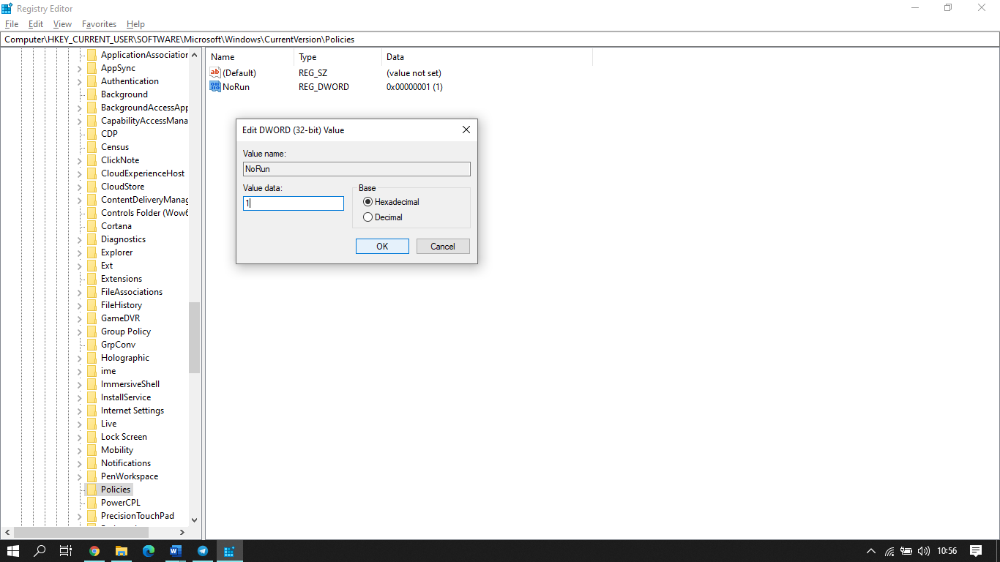 Registry Editor
File Edit View Favorites Help
Computer\HKEY_CURRENT_USER\SOFTWARE\Microsoft\Windows\CurrentVersion\Policies
ApplicationAssociation
AppSync
Authentication
Background
BackgroundAccessApp
CapabilityAccessMana
CDP
Census
ClickNote
CloudExperienceHost
CloudStore
ContentDeliveryManag
Controls Folder (Wow6
Cortana
Diagnostics
Explorer
Ext
Extensions
FileAssociations
FileHistory
GameDVR
Group Policy
GrpConv
Holographic
ime
ImmersiveShell
InstallService
Internet Settings
Live
Lock Screen
Mobility
Notifications
PenWorkspace
Policies
PowerCPL
PrecisionTouchPad
Name Type Data
(Default) REG_SZ (value not set)
NoRun REG_DWORD 0x00000001 (1)
Edit DWORD (32-bit) Value
Value name:
NoRun
Value data:
1
Base
Hexadecimal
Decimal
OK Cancel
10:56